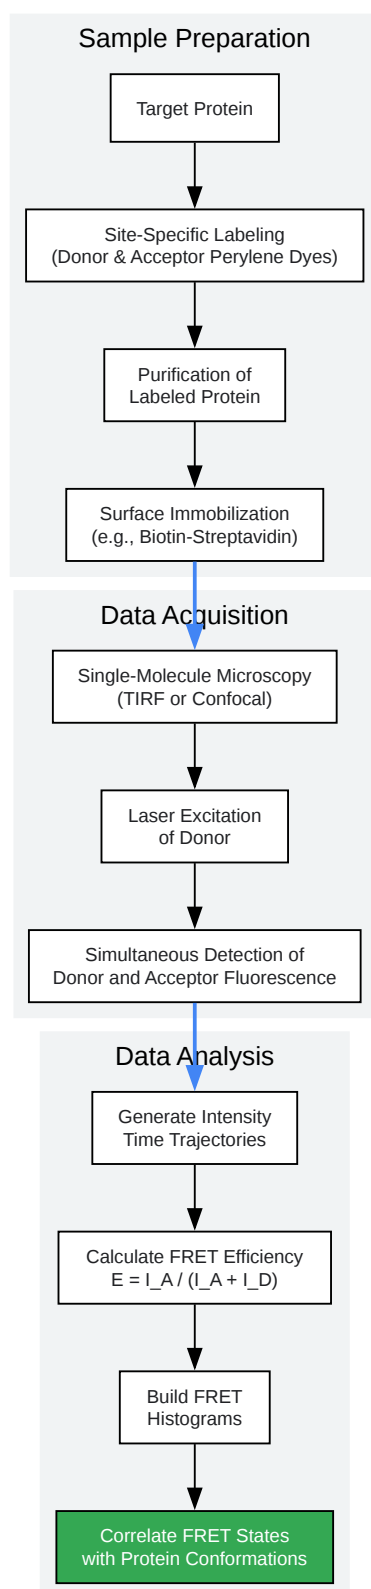 Sample Preparation
Target Protein
Site-Specific Labeling
(Donor & Acceptor Perylene Dyes)
Purification of
Labeled Protein
Surface Immobilization
(e.g., Biotin-Streptavidin)
Data Acquisition
Single-Molecule Microscopy
(TIRF or Confocal)
Laser Excitation
of Donor
Simultaneous Detection of
Donor and Acceptor Fluorescence
Data Analysis
Generate Intensity
Time Trajectories
Calculate FRET Efficiency
E = I_A / (I_A + I_D)
Build FRET
Histograms
Correlate FRET States
with Protein Conformations